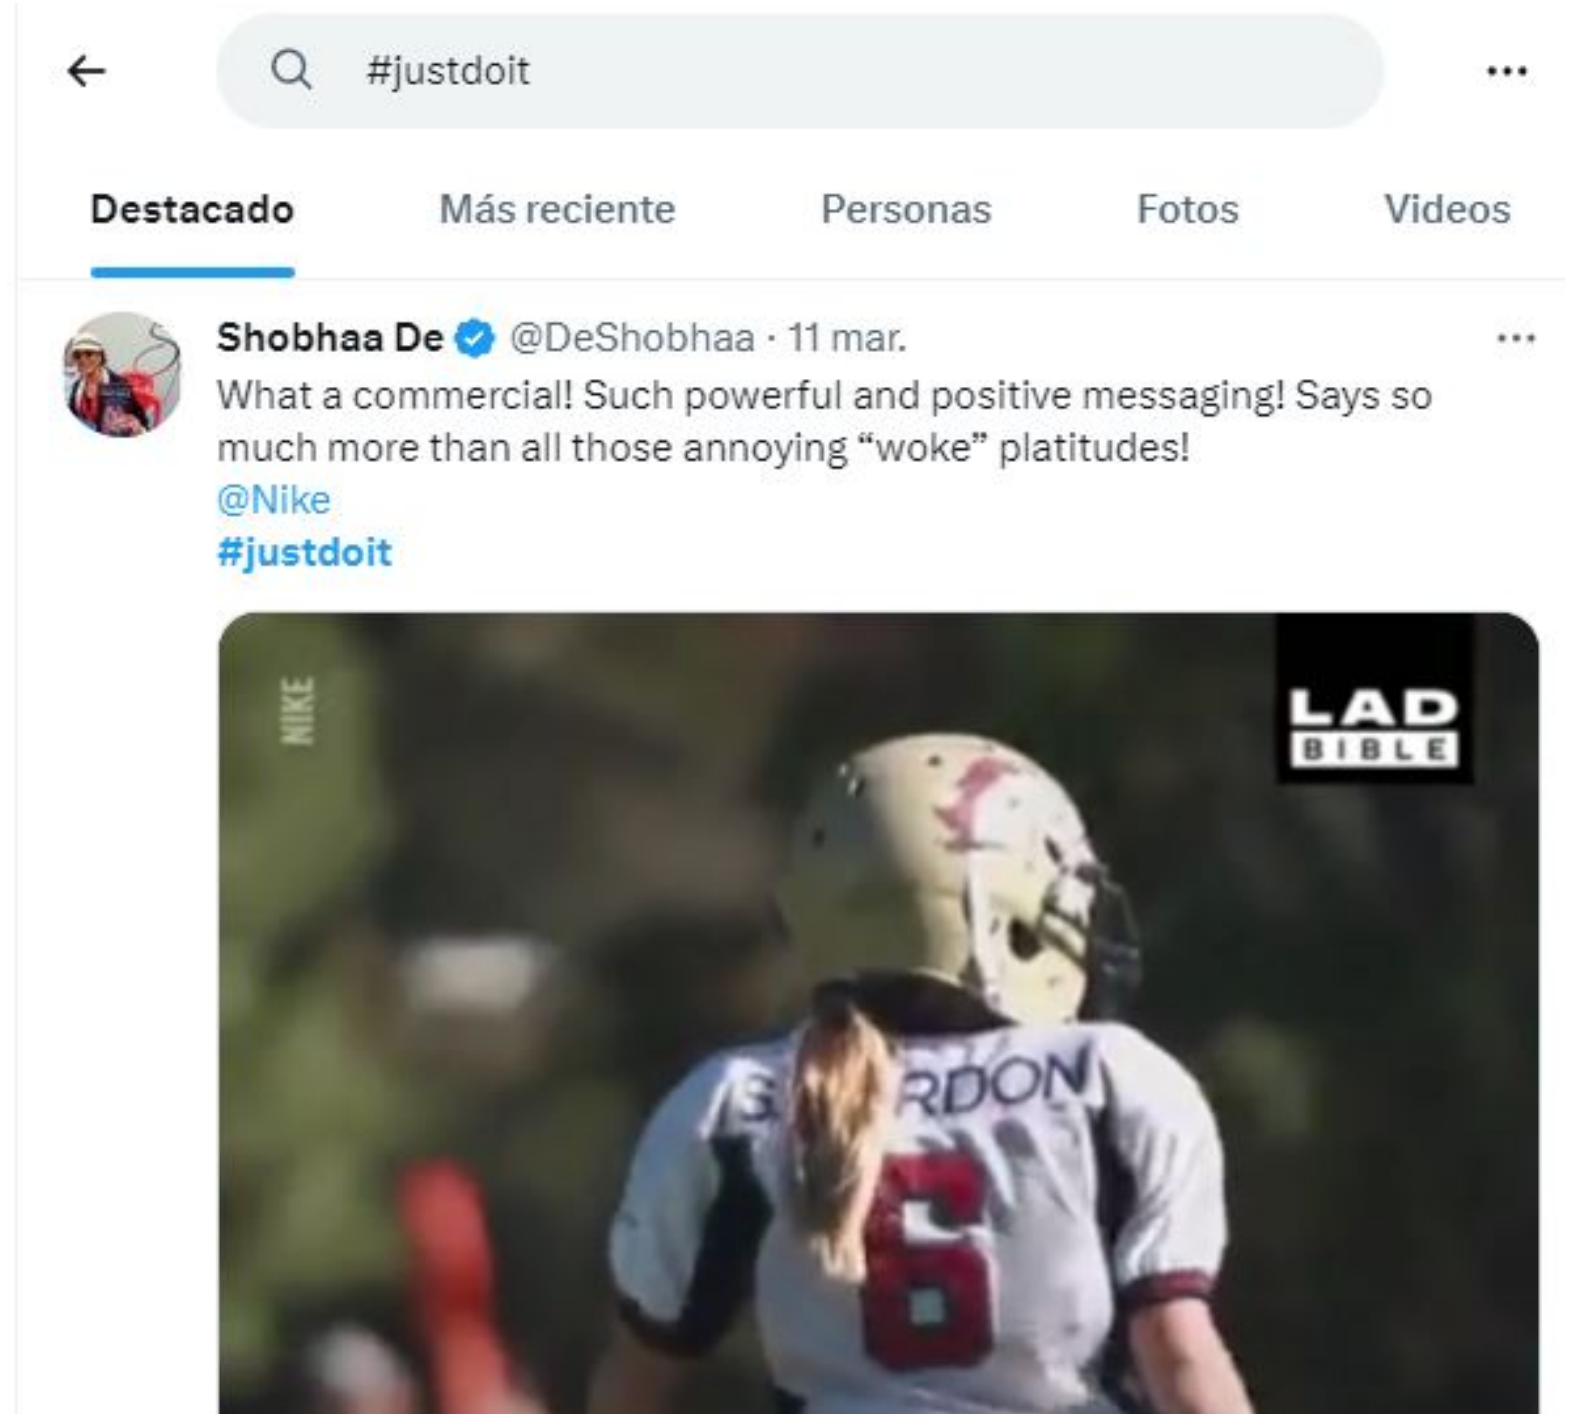 #justdoit
Destacado Más reciente Personas Fotos Videos
Shobhaa De @DeShobhaa · 11 mar.
What a commercial! Such powerful and positive messaging! Says so
much more than all those annoying “woke” platitudes!
@Nike
#justdoit
NIKE
LAD
BIBLE
RDON
6